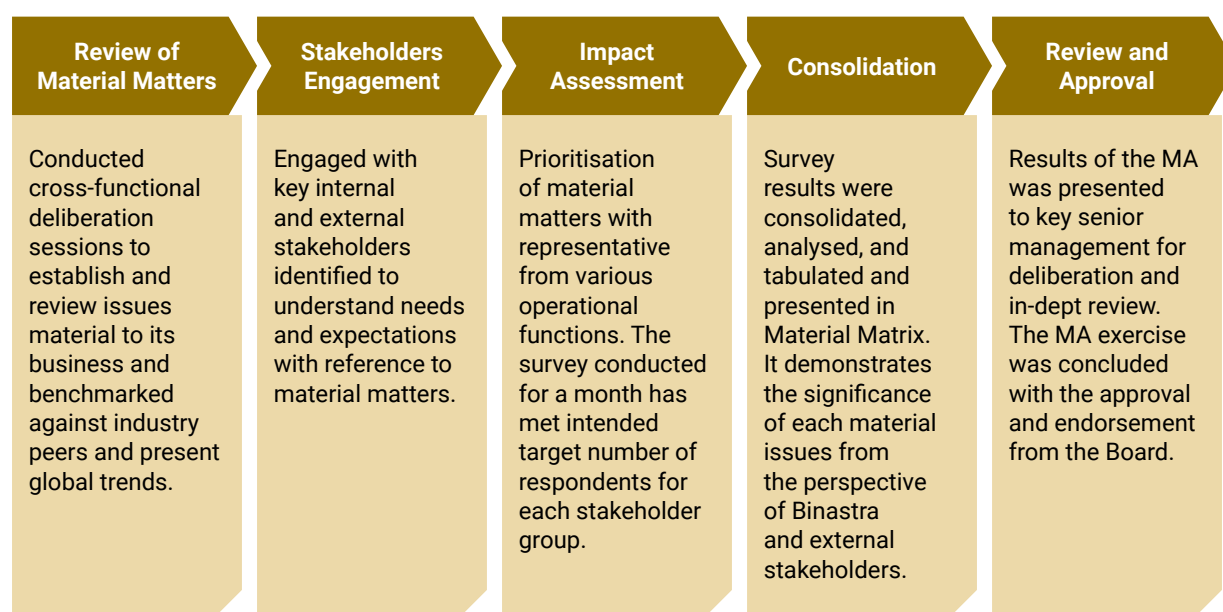 Review of
Material Matters
Conducted
cross-functional
deliberation
sessions to
establish and
review issues
material to its
business and
benchmarked
against industry
peers and present
global trends.
Stakeholders
Engagement
Engaged with
key internal
and external
stakeholders
identified to
understand needs
and expectations
with reference to
material matters.
Impact
Assessment
Prioritisation
of material
matters with
representative
from various
operational
functions. The
survey conducted
for a month has
met intended
target number of
respondents for
each stakeholder
group.
Consolidation
Survey
results were
consolidated,
analysed, and
tabulated and
presented in
Material Matrix.
It demonstrates
the significance
of each material
issues from
the perspective
of Binastra
and external
stakeholders.
Review and
Approval
Results of the MA
was presented
to key senior
management for
deliberation and
in-dept review.
The MA exercise
was concluded
with the approval
and endorsement
from the Board.